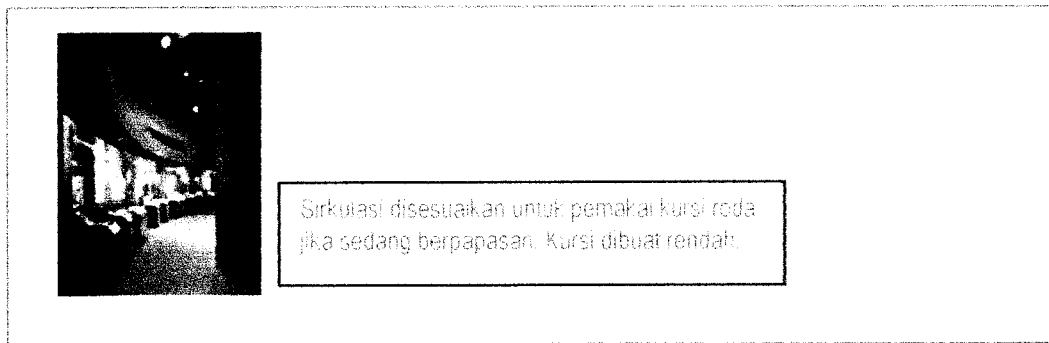 Sirkulasi disesuaikan untuk pemakai kursi roda
jika sedang berpapasan. Kursi dibuat rendah.